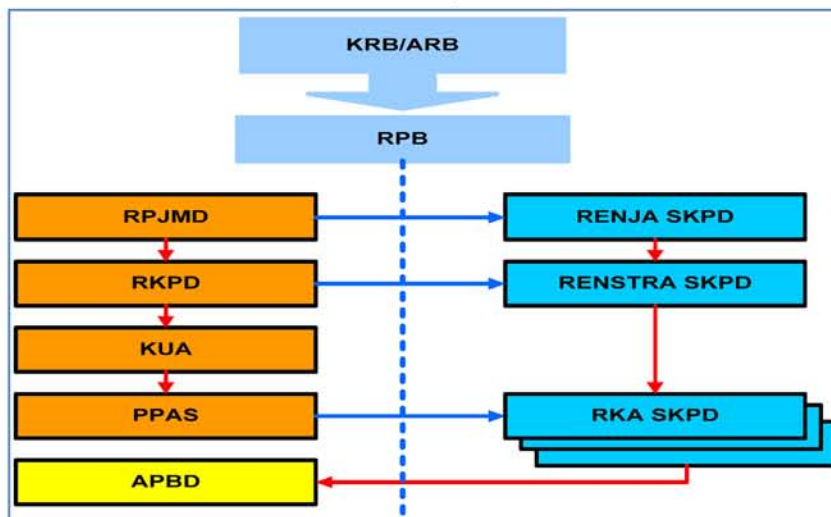 KRB/ARB
RPB
RPJMD
RENJA SKPD
RKPD
RENSTRA SKPD
KUA
PPAS
RKA SKPD
APBD